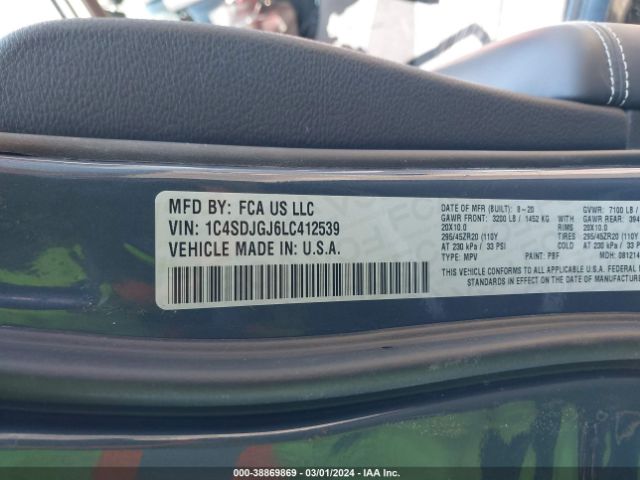 MFD BY: FCA US LLC
VIN: 1C4SDJGJ6LC412539
VEHICLE MADE IN: U.S.A.
DATE OF MFR (BUILT): 8-20 GVWR: 7100 LB /
GAWR FRONT: 3200 LB / 1452 KG GAWR REAR: 394
20X10.0 RIMS 20X10.0
295/45ZR20 (110Y TIRES 295/45ZR20 (110Y
AT 230 kPa / 33 PSI COLD AT 230 kPa / 33
TYPE: MPV PAINT: PBF MDH: 081214
THIS VEHICLE CONFORMS TO ALL APPLICABLE U.S.A. FEDERAL
STANDARDS IN EFFECT ON THE DATE OF
000-38869869 / 03/01/2024 - IAA Inc.